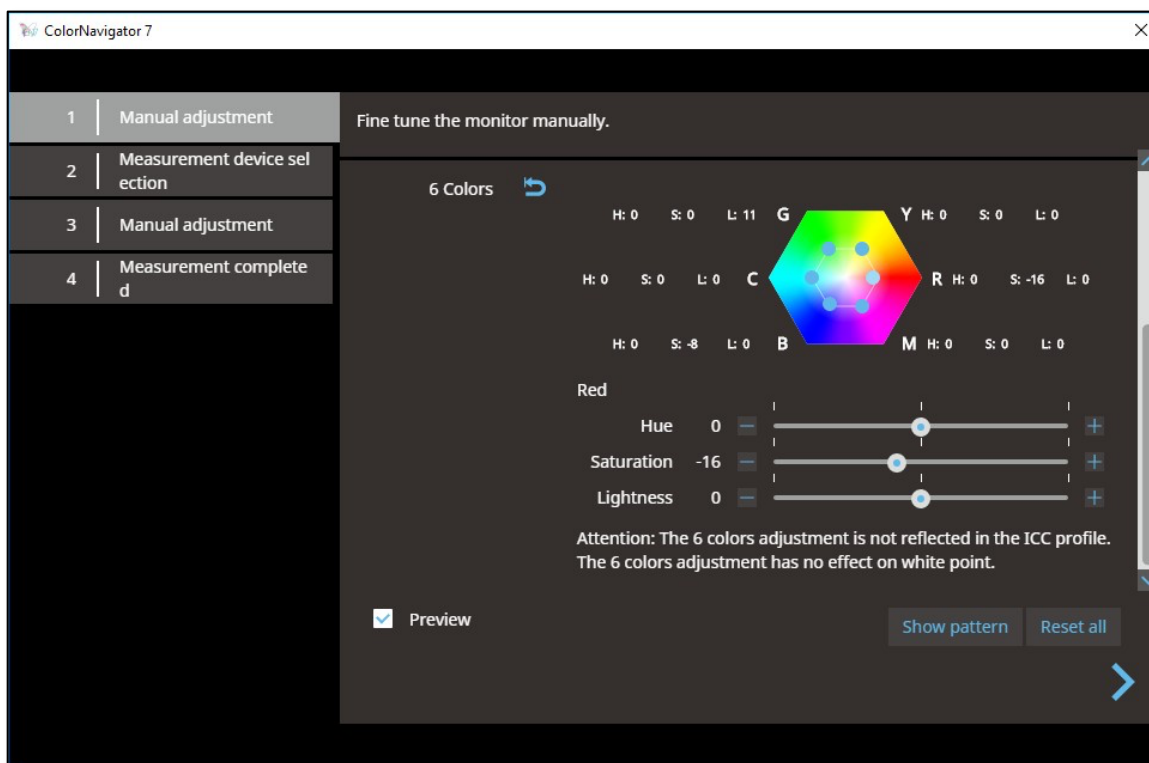 ColorNavigator 7
1 Manual adjustment
2 Measurement device sel
ection
3 Manual adjustment
4 Measurement complete
d
Fine tune the monitor manually.
6 Colors
H: 0 S: 0 L: 11 G Y H: 0 S: 0 L: 0
H: 0 S: 0 L: 0 C R H: 0 S: -16 L: 0
H: 0 S: -8 L: 0 B M H: 0 S: 0 L: 0
Red
Hue 0
Saturation -16
Lightness 0
Attention: The 6 colors adjustment is not reflected in the ICC profile.
The 6 colors adjustment has no effect on white point.
Preview
Show pattern Reset all